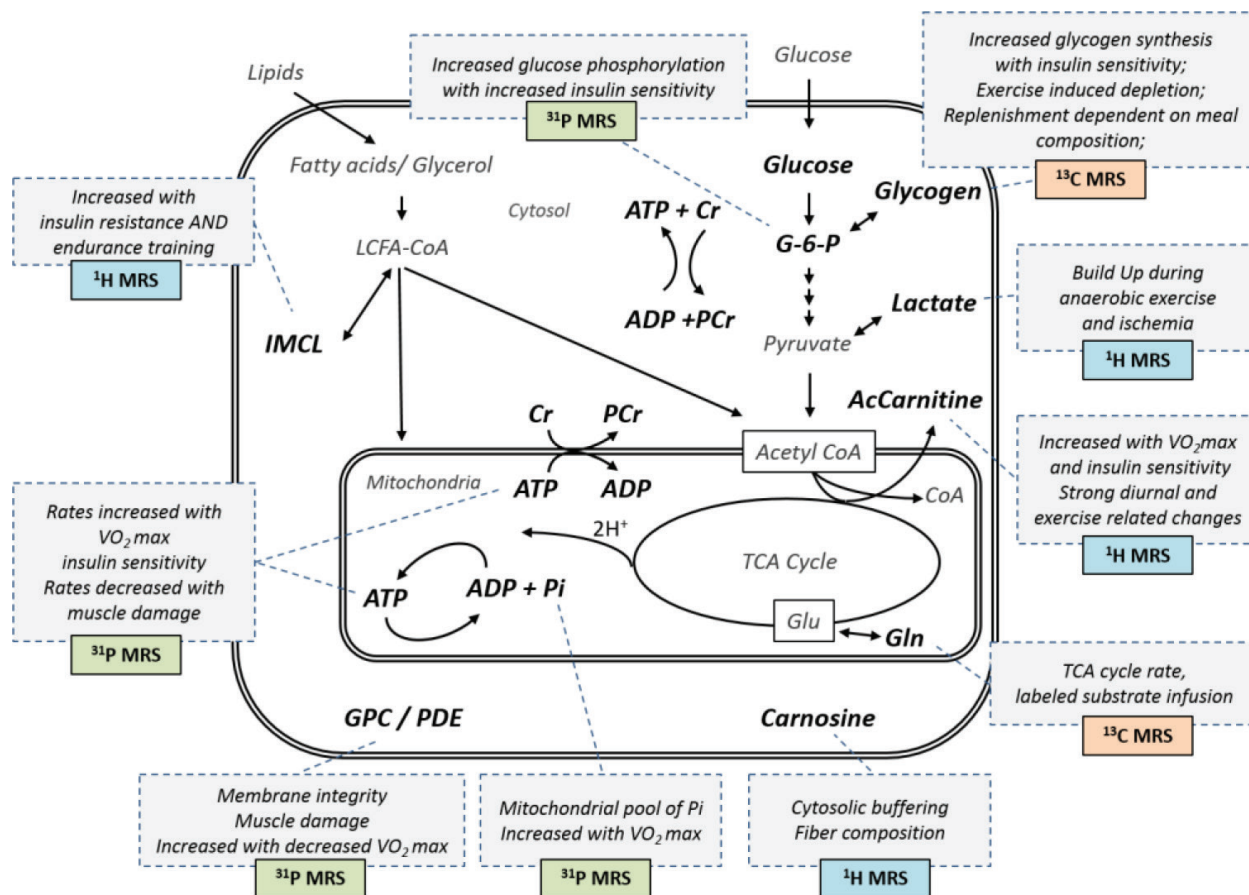 Lipids
Increased glucose phosphorylation
with increased insulin sensitivity
³¹P MRS
Glucose
Increased glycogen synthesis
with insulin sensitivity;
Exercise induced depletion;
Replenishment dependent on meal
composition;
¹³C MRS
Fatty acids/ Glycerol
Cytosol
Glucose
Glycogen
Increased with
insulin resistance AND
endurance training
¹H MRS
LCFA-CoA
ATP + Cr
ADP +PCr
G-6-P
IMCL
Pyruvate
Lactate
Build Up during
anaerobic exercise
and ischemia
¹H MRS
AcCarnitine
Cr
PCr
ATP
ADP
Acetyl CoA
CoA
Increased with VO₂max
and insulin sensitivity
Strong diurnal and
exercise related changes
¹H MRS
Mitochondria
Rates increased with
VO₂ max
insulin sensitivity
Rates decreased with
muscle damage
³¹P MRS
2H⁺
TCA Cycle
ATP
ADP + Pi
Glu
Gln
TCA cycle rate,
labeled substrate infusion
¹³C MRS
GPC / PDE
Carnosine
Membrane integrity
Muscle damage
Increased with decreased VO₂ max
³¹P MRS
Mitochondrial pool of Pi
Increased with VO₂ max
³¹P MRS
Cytosolic buffering
Fiber composition
¹H MRS